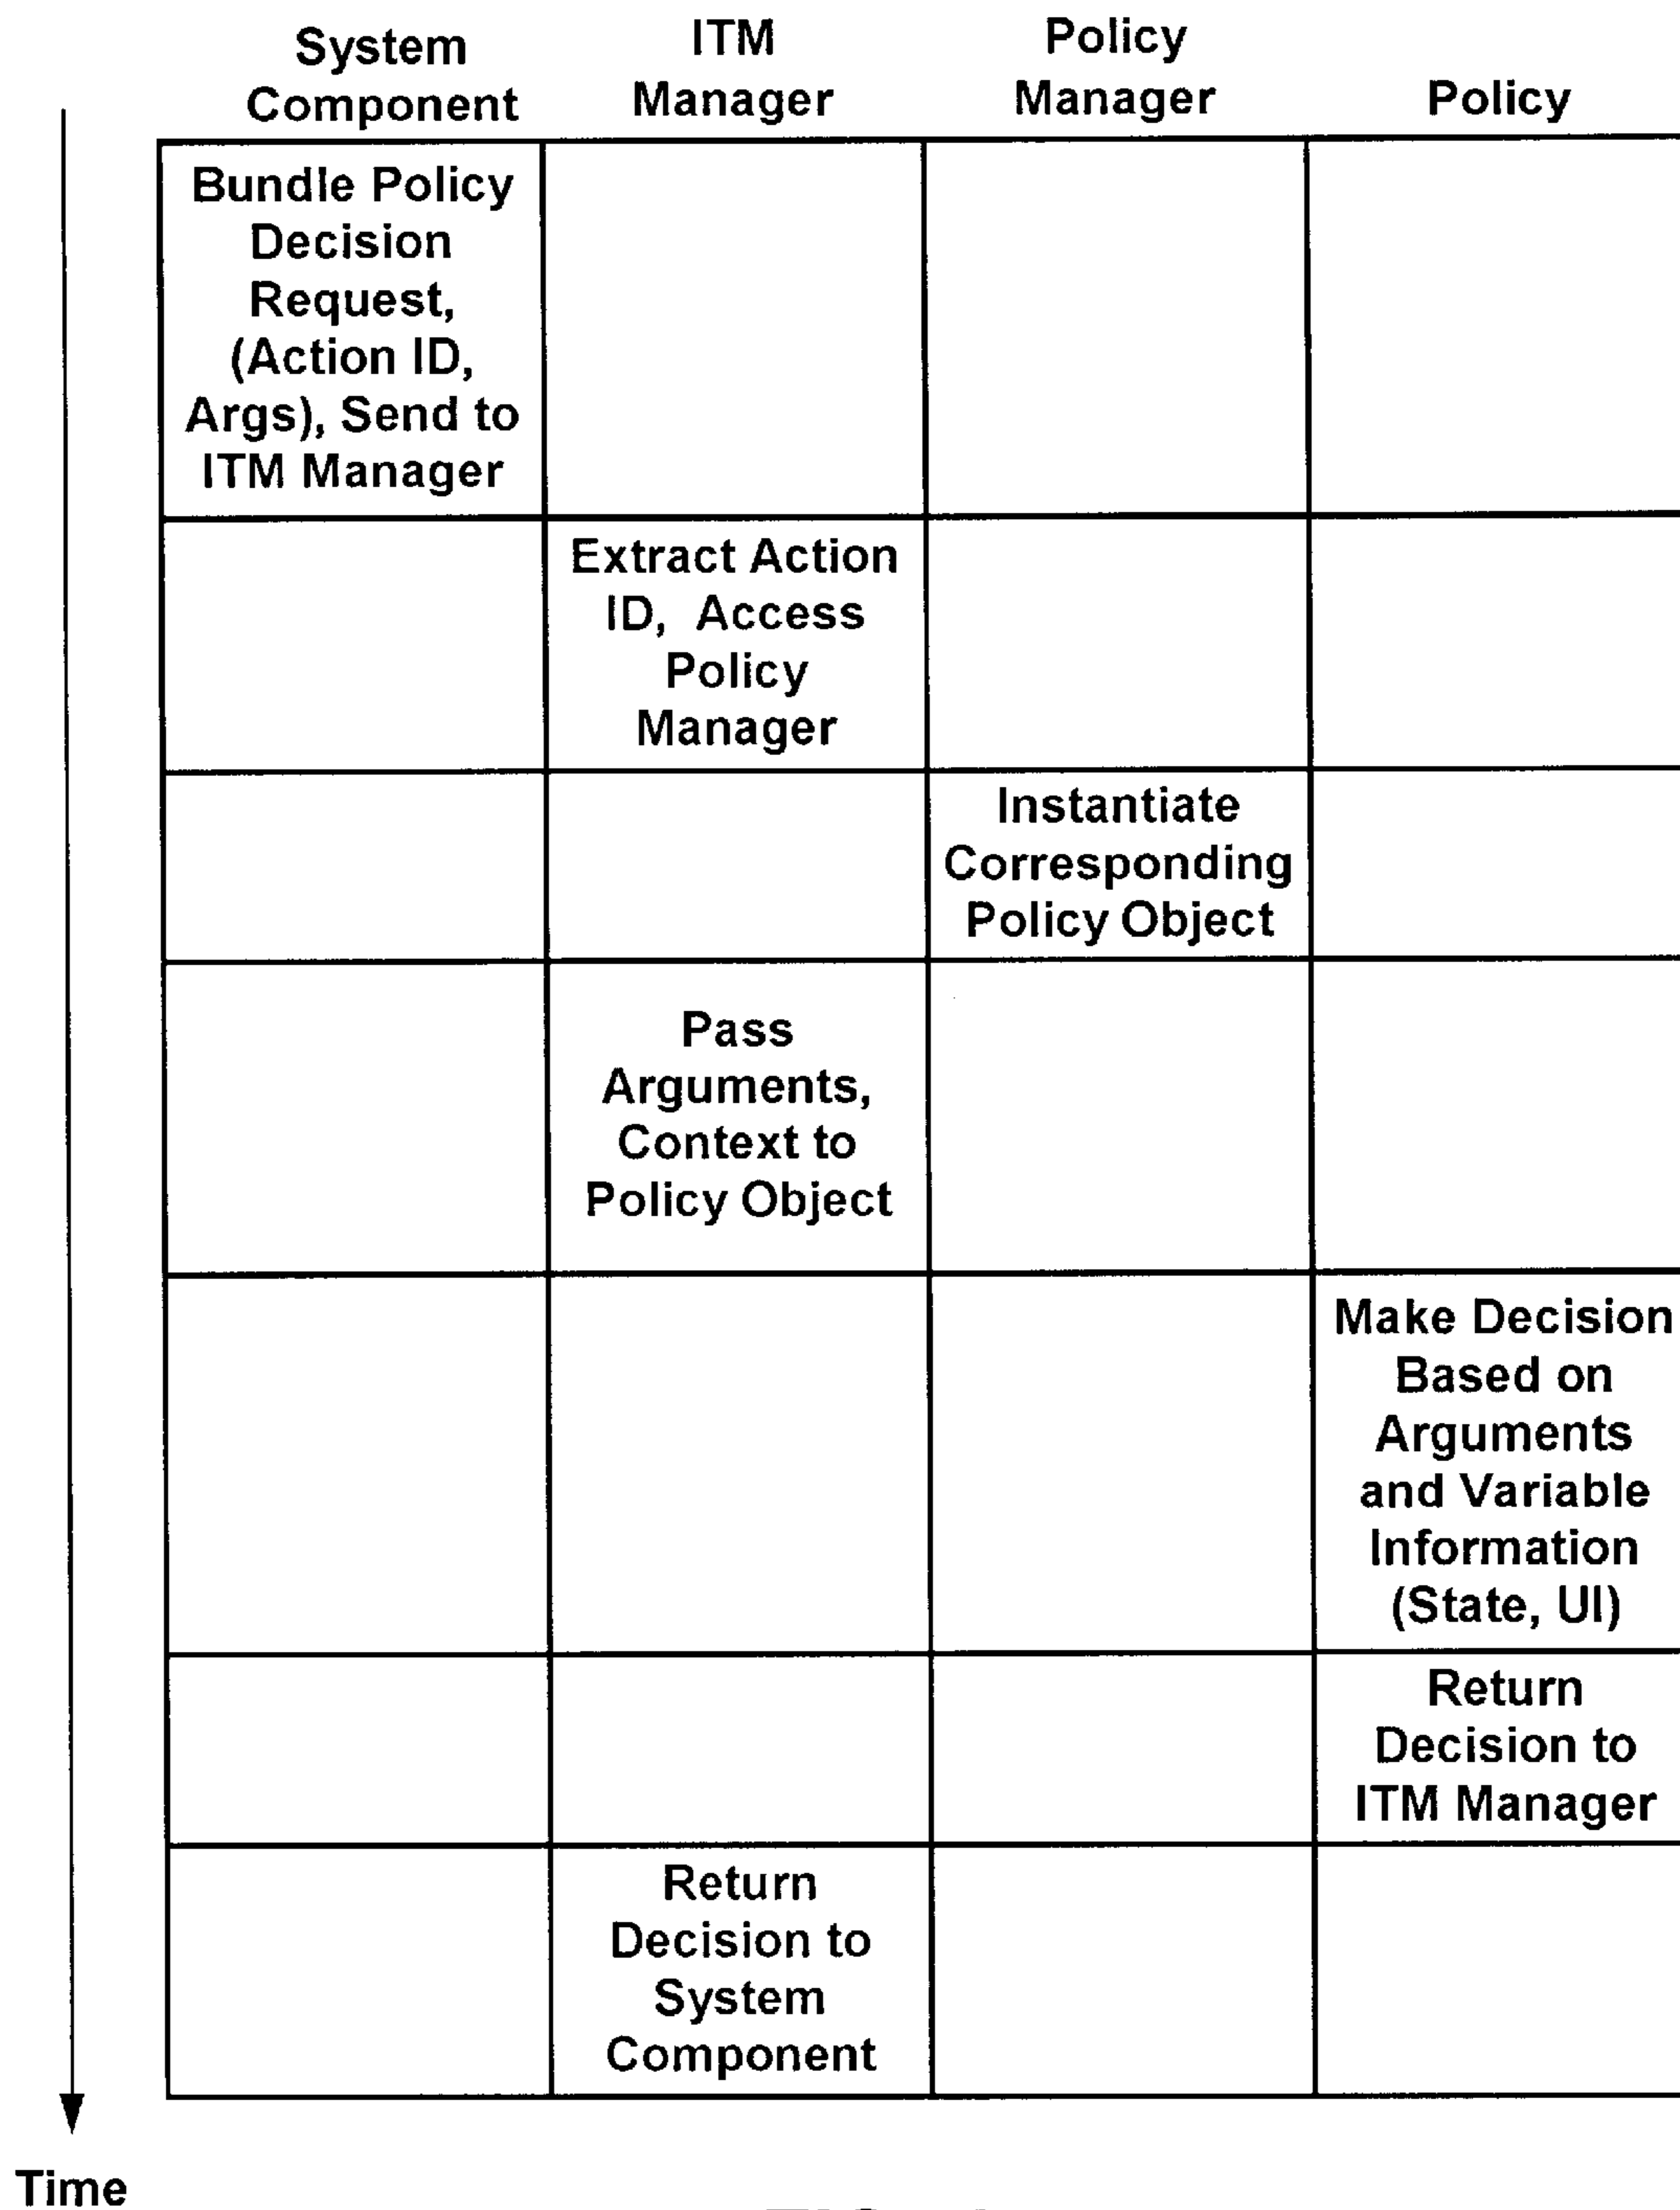 System
Component
ITM
Manager
Policy
Manager
Policy
Bundle Policy
Decision
Request,
(Action ID,
Args), Send to
ITM Manager
Extract Action
ID, Access
Policy
Manager
Instantiate
Corresponding
Policy Object
Pass
Arguments,
Context to
Policy Object
Make Decision
Based on
Arguments
and Variable
Information
(State, UI)
Return
Decision to
ITM Manager
Return
Decision to
System
Component
Time